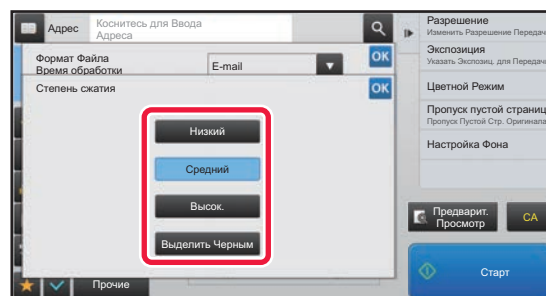 Адрес
Коснитесь для Ввода
Адреса
Формат Файла
Время обработки
E-mail
OK
Степень сжатия
OK
Низкий
Средний
Высок.
Выделить Черным
Прочие
Разрешение
Изменить Разрешение Передачи
Экспозиция
Указать Экспозиц. для Передачи
Цветной Режим
Пропуск пустой страниц
Пропуск Пустой Стр. Оригинала
Настройка Фона
Предварит.
Просмотр
CA
Старт